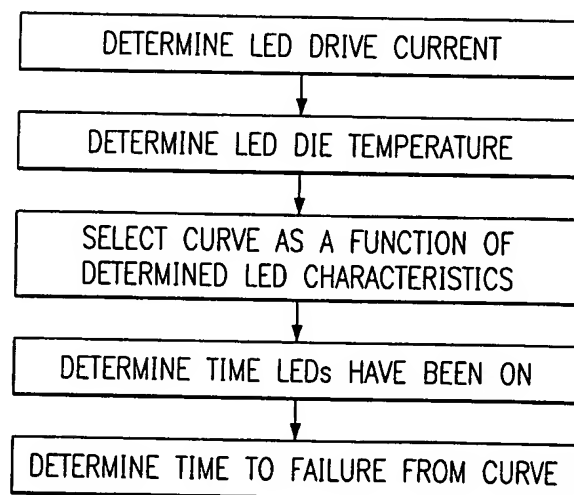 DETERMINE LED DRIVE CURRENT
DETERMINE LED DIE TEMPERATURE
SELECT CURVE AS A FUNCTION OF
DETERMINED LED CHARACTERISTICS
DETERMINE TIME LEDs HAVE BEEN ON
DETERMINE TIME TO FAILURE FROM CURVE